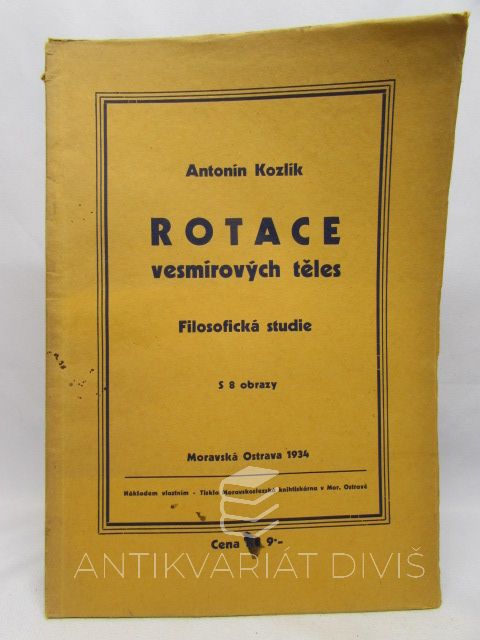 Antonín Kozlík
ROTACE
vesmírových těles
Filosofická studie
S 8 obrazy
Moravská Ostrava 1934
Nákladem vlastním - Tiskla Moravskoslezská knihtiskárna v Mor. Ostravě
Cena 9·-
ANTIKVARIÁT DIVIŠ